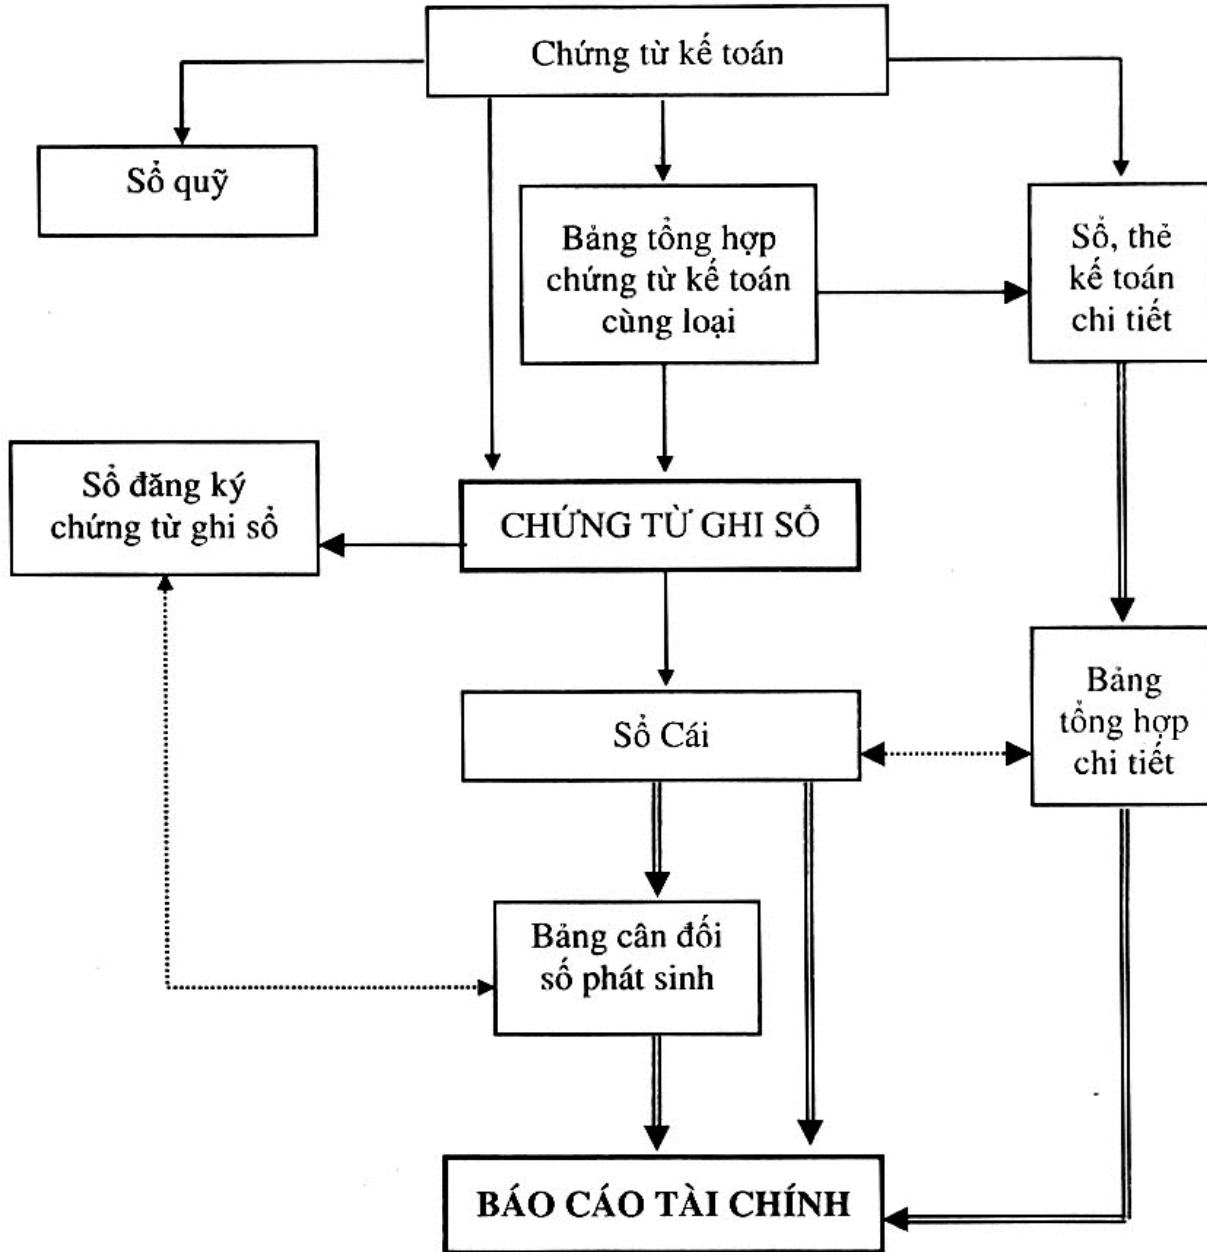 Chứng từ kế toán
Sổ quỹ
Bảng tổng hợp
chứng từ kế toán
cùng loại
Sổ, thẻ
kế toán
chi tiết
Sổ đăng ký
chứng từ ghi sổ
CHỨNG TỪ GHI SỔ
Sổ Cái
Bảng
tổng hợp
chi tiết
Bảng cân đối
số phát sinh
BÁO CÁO TÀI CHÍNH